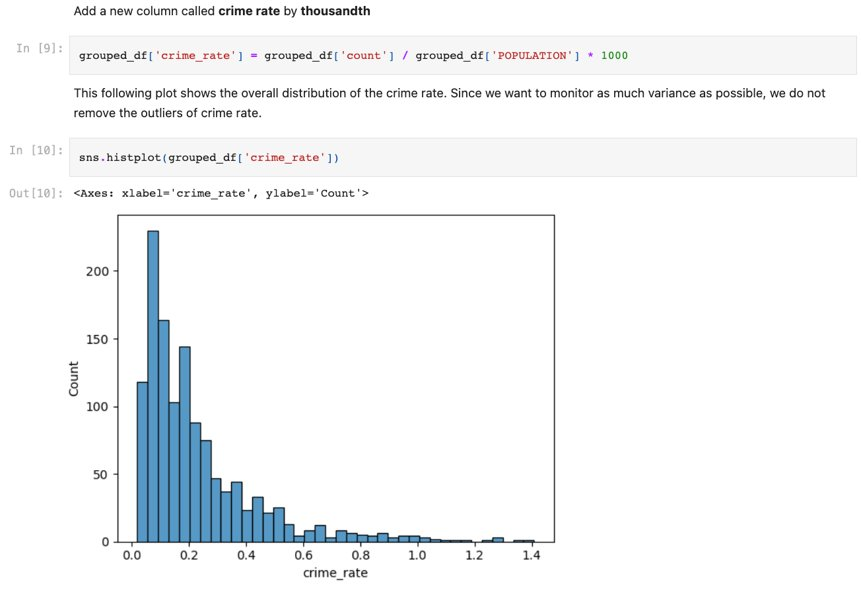 Add a new column called crime rate by thousandth
In [9]:
grouped_df['crime_rate'] = grouped_df['count'] / grouped_df['POPULATION'] * 1000
This following plot shows the overall distribution of the crime rate. Since we want to monitor as much variance as possible, we do not
remove the outliers of crime rate.
In [10]:
sns.histplot(grouped_df['crime_rate'])
Out[10]:
<Axes: xlabel='crime_rate', ylabel='Count'>
200
150
100
50
0
Count
0.0 0.2 0.4 0.6 0.8 1.0 1.2 1.4
crime_rate